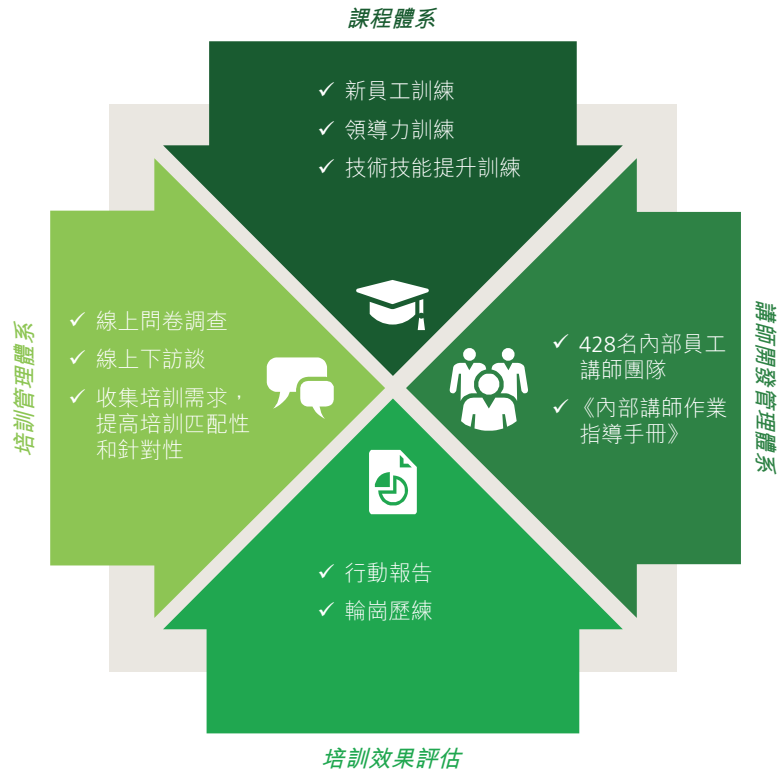 課程體系
✓ 新員工訓練
✓ 領導力訓練
✓ 技術技能提升訓練
培訓管理體系
✓ 線上問卷調查
✓ 線上下訪談
✓ 收集培訓需求，
提高培訓匹配性
和針對性
✓ 428名內部員工
講師團隊
✓ 《內部講師作業
指導手冊》
講師開發管理體系
✓ 行動報告
✓ 輪崗歷練
培訓效果評估